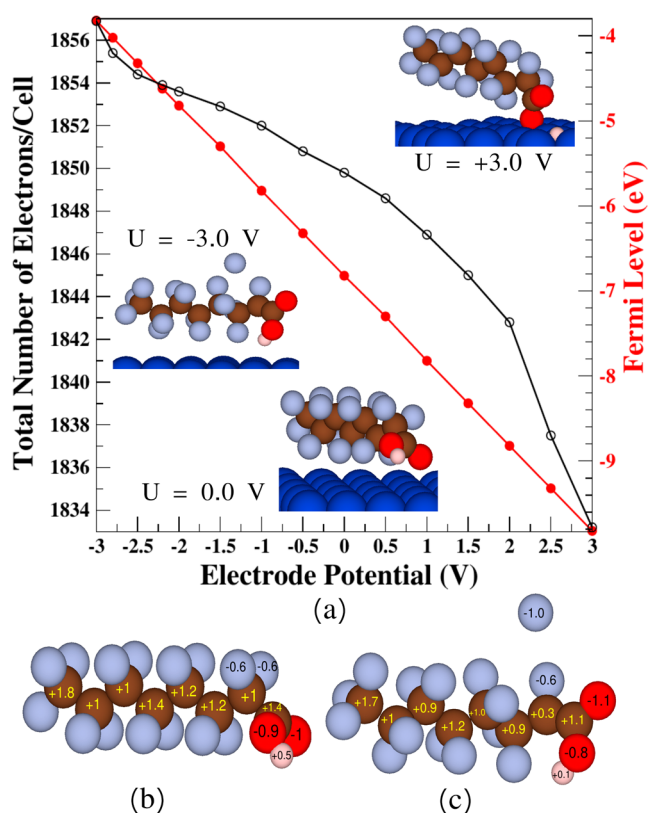 Total Number of Electrons/Cell
1856
1854
1852
1850
1848
1846
1844
1842
1840
1838
1836
1834
-3 -2.5 -2 -1.5 -1 -0.5 0 0.5 1 1.5 2 2.5 3
Electrode Potential (V)
-4
-5
-6
-7
-8
-9
Fermi Level (eV)
U = +3.0 V
U = -3.0 V
U = 0.0 V
(a)
+1.8 +1 +1 +1.4 +1.2 +1.2 +1 +1.4
-0.6 -0.6
-0.9 -1
+0.5
(b)
-1.0
-0.6
+1.7 +1 +0.9 +1.2 +1.0 +0.9 +0.3 +1.1
-1.1
-0.8
+0.1
(c)